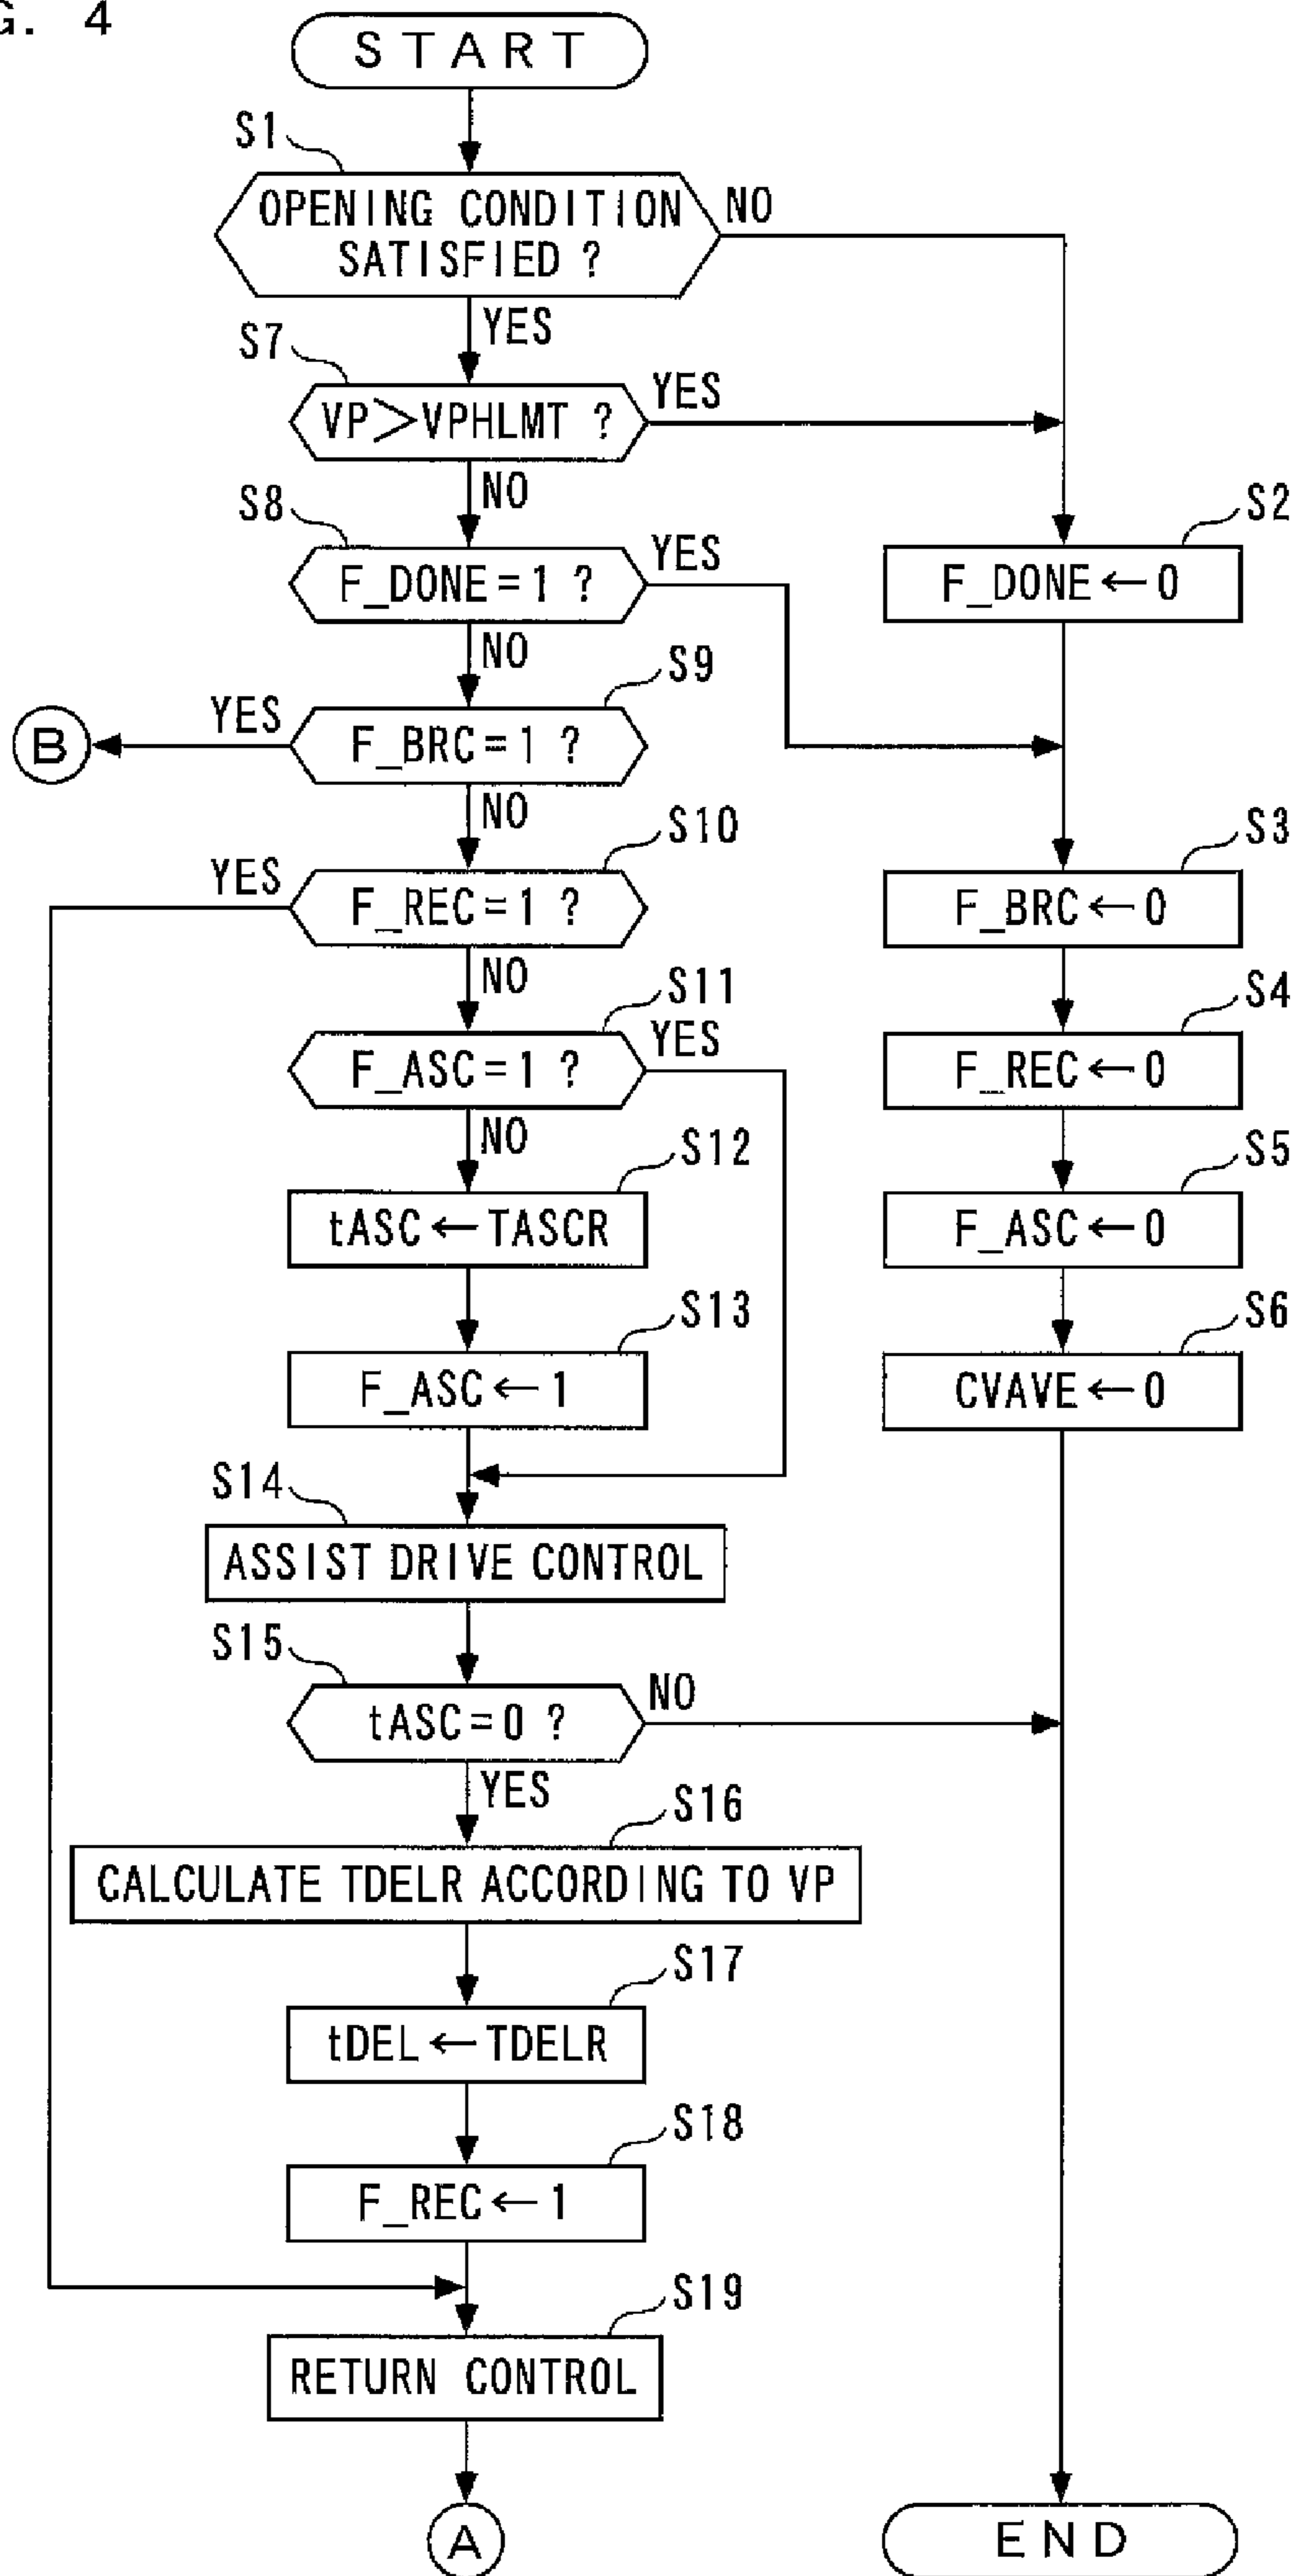 G. 4
START
S1
OPENING CONDITION
SATISFIED ?
NO
YES
S7
VP>VPHLMT ?
YES
NO
S8
F_DONE=1 ?
YES
NO
S2
F_DONE←0
S9
F_BRC=1 ?
YES
B
NO
S10
F_REC=1 ?
YES
NO
S3
F_BRC←0
S11
F_ASC=1 ?
YES
NO
S4
F_REC←0
S12
tASC←TASCR
S5
F_ASC←0
S13
F_ASC←1
S6
CVAVE←0
S14
ASSIST DRIVE CONTROL
S15
tASC=0 ?
NO
YES
S16
CALCULATE TDELR ACCORDING TO VP
S17
tDEL←TDELR
S18
F_REC←1
S19
RETURN CONTROL
A
END